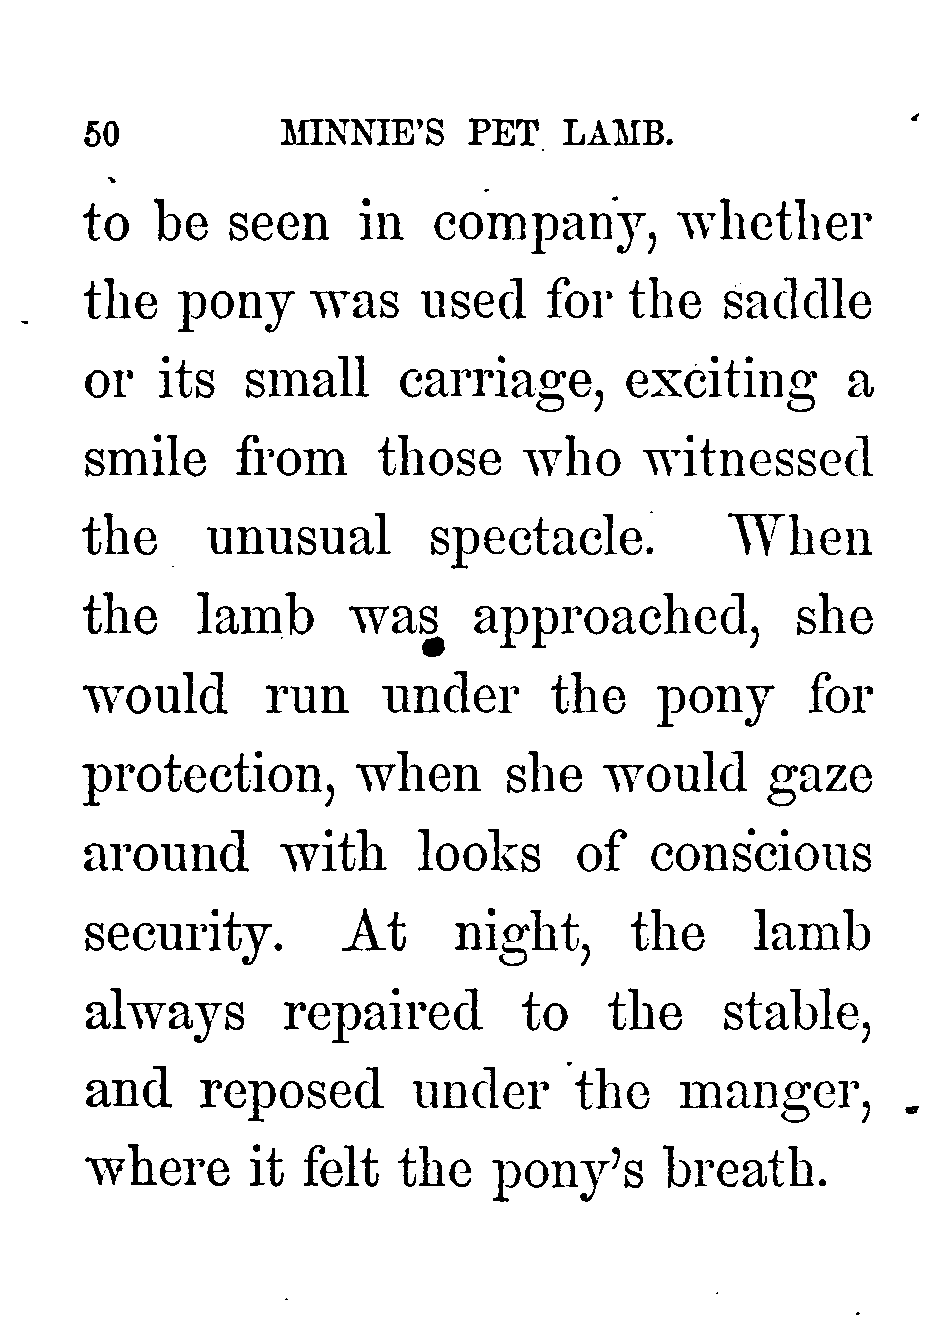 50 MINNIE'S PET LAMB.
to be seen in company, whether
the pony was used for the saddle
or its small carriage, exciting a
smile from those who witnessed
the unusual spectacle. When
the lamb was approached, she
would run under the pony for
protection, when she would gaze
around with looks of conscious
security. At night, the lamb
always repaired to the stable,
and reposed under the manger,
where it felt the pony's breath.